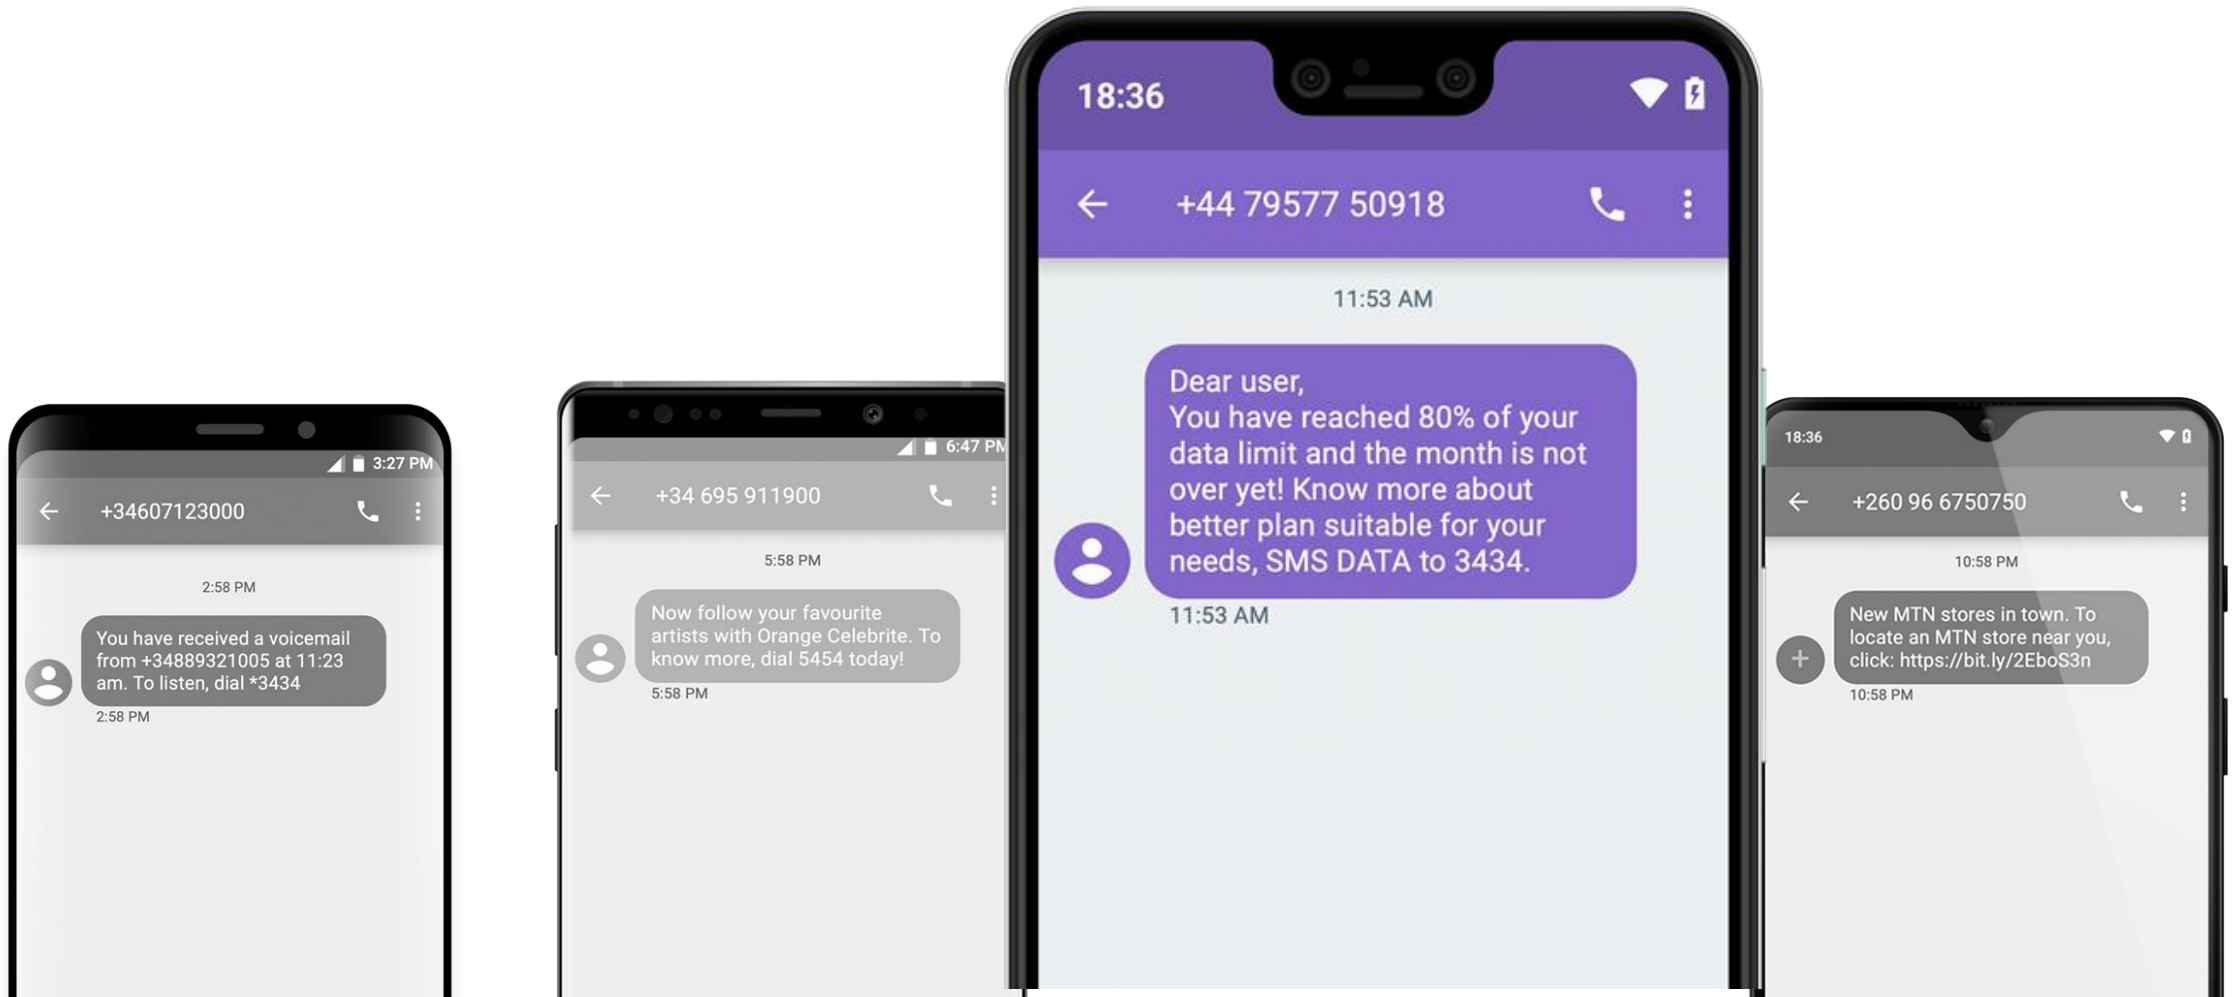 3:27 PM
+34607123000
2:58 PM
You have received a voicemail
from +34889321005 at 11:23
am. To listen, dial *3434
2:58 PM
6:47 PM
+34 695 911900
5:58 PM
Now follow your favourite
artists with Orange Celebrite. To
know more, dial 5454 today!
5:58 PM
18:36
+44 79577 50918
11:53 AM
Dear user,
You have reached 80% of your
data limit and the month is not
over yet! Know more about
better plan suitable for your
needs, SMS DATA to 3434.
11:53 AM
18:36
+260 96 6750750
10:58 PM
New MTN stores in town. To
locate an MTN store near you,
click: https://bit.ly/2EboS3n
10:58 PM